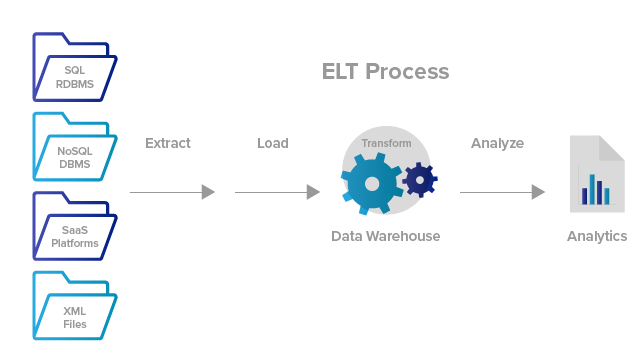 ELT Process
SQL
RDBMS
NoSQL
DBMS
SaaS
Platforms
XML
Files
Extract
Load
Transform
Data Warehouse
Analyze
Analytics